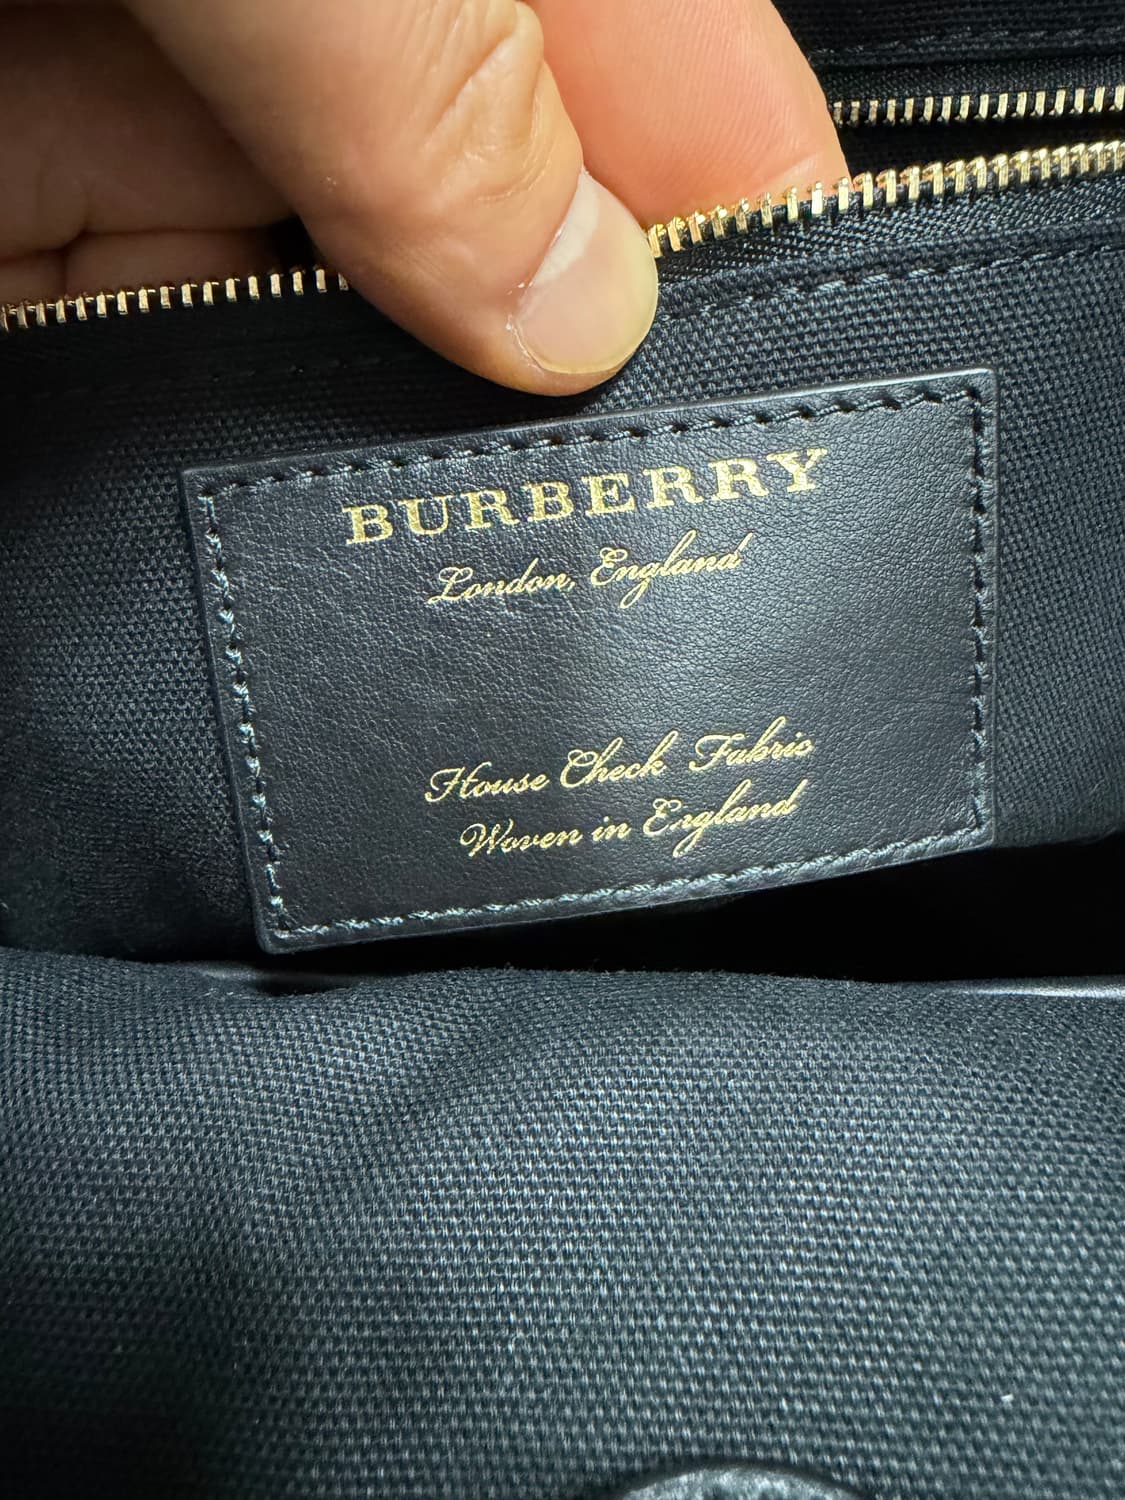 BURBERRY
London, England
House Check Fabric
Woven in England